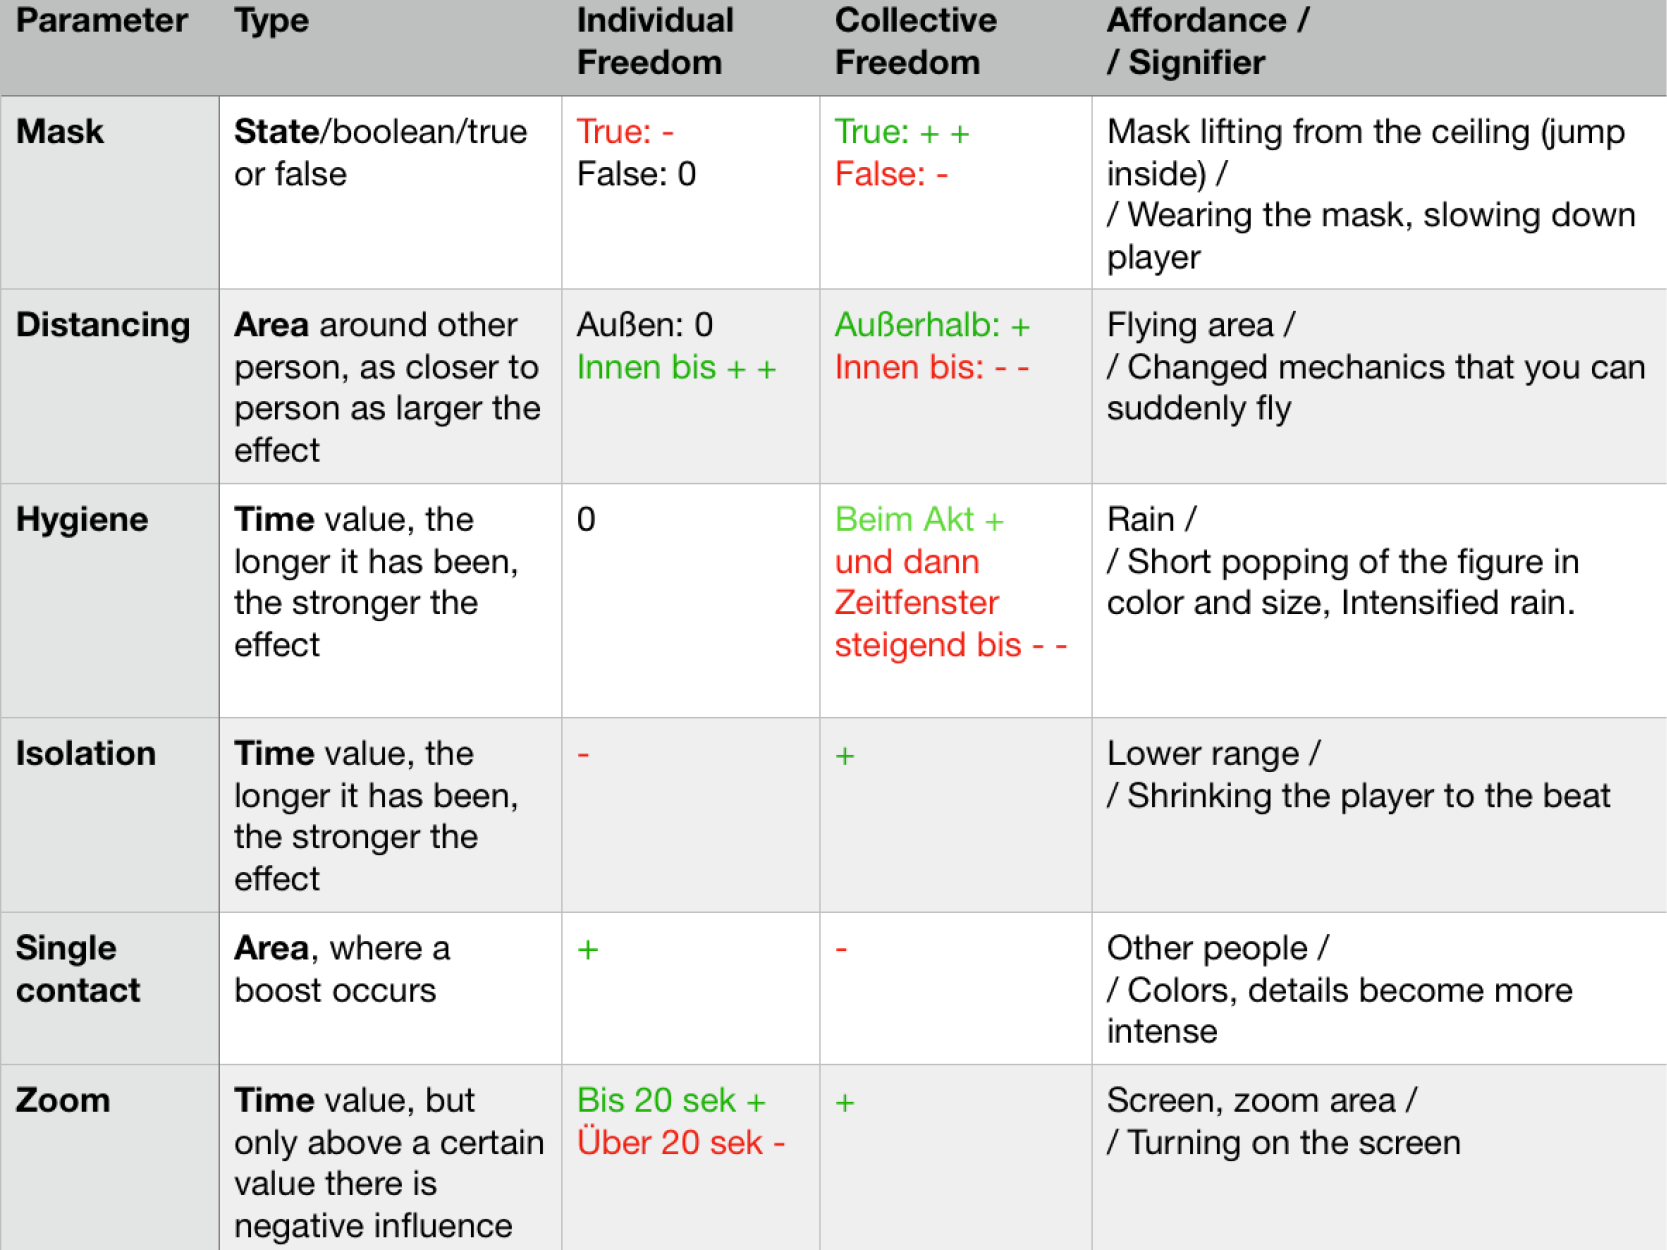 Parameter
Type
Individual
Freedom
Collective
Freedom
Affordance /
/ Signifier
Mask
State/boolean/true
or false
True: -
False: 0
True: + +
False: -
Mask lifting from the ceiling (jump
inside) /
/ Wearing the mask, slowing down
player
Distancing
Area around other
person, as closer to
person as larger the
effect
Außen: 0
Innen bis + +
Außerhalb: +
Innen bis: - -
Flying area /
/ Changed mechanics that you can
suddenly fly
Hygiene
Time value, the
longer it has been,
the stronger the
effect
0
Beim Akt +
und dann
Zeitfenster
steigend bis - -
Rain /
/ Short popping of the figure in
color and size, Intensified rain.
Isolation
Time value, the
longer it has been,
the stronger the
effect
-
+
Lower range /
/ Shrinking the player to the beat
Single
contact
Area, where a
boost occurs
+
-
Other people /
/ Colors, details become more
intense
Zoom
Time value, but
only above a certain
value there is
negative influence
Bis 20 sek +
Über 20 sek -
+
Screen, zoom area /
/ Turning on the screen